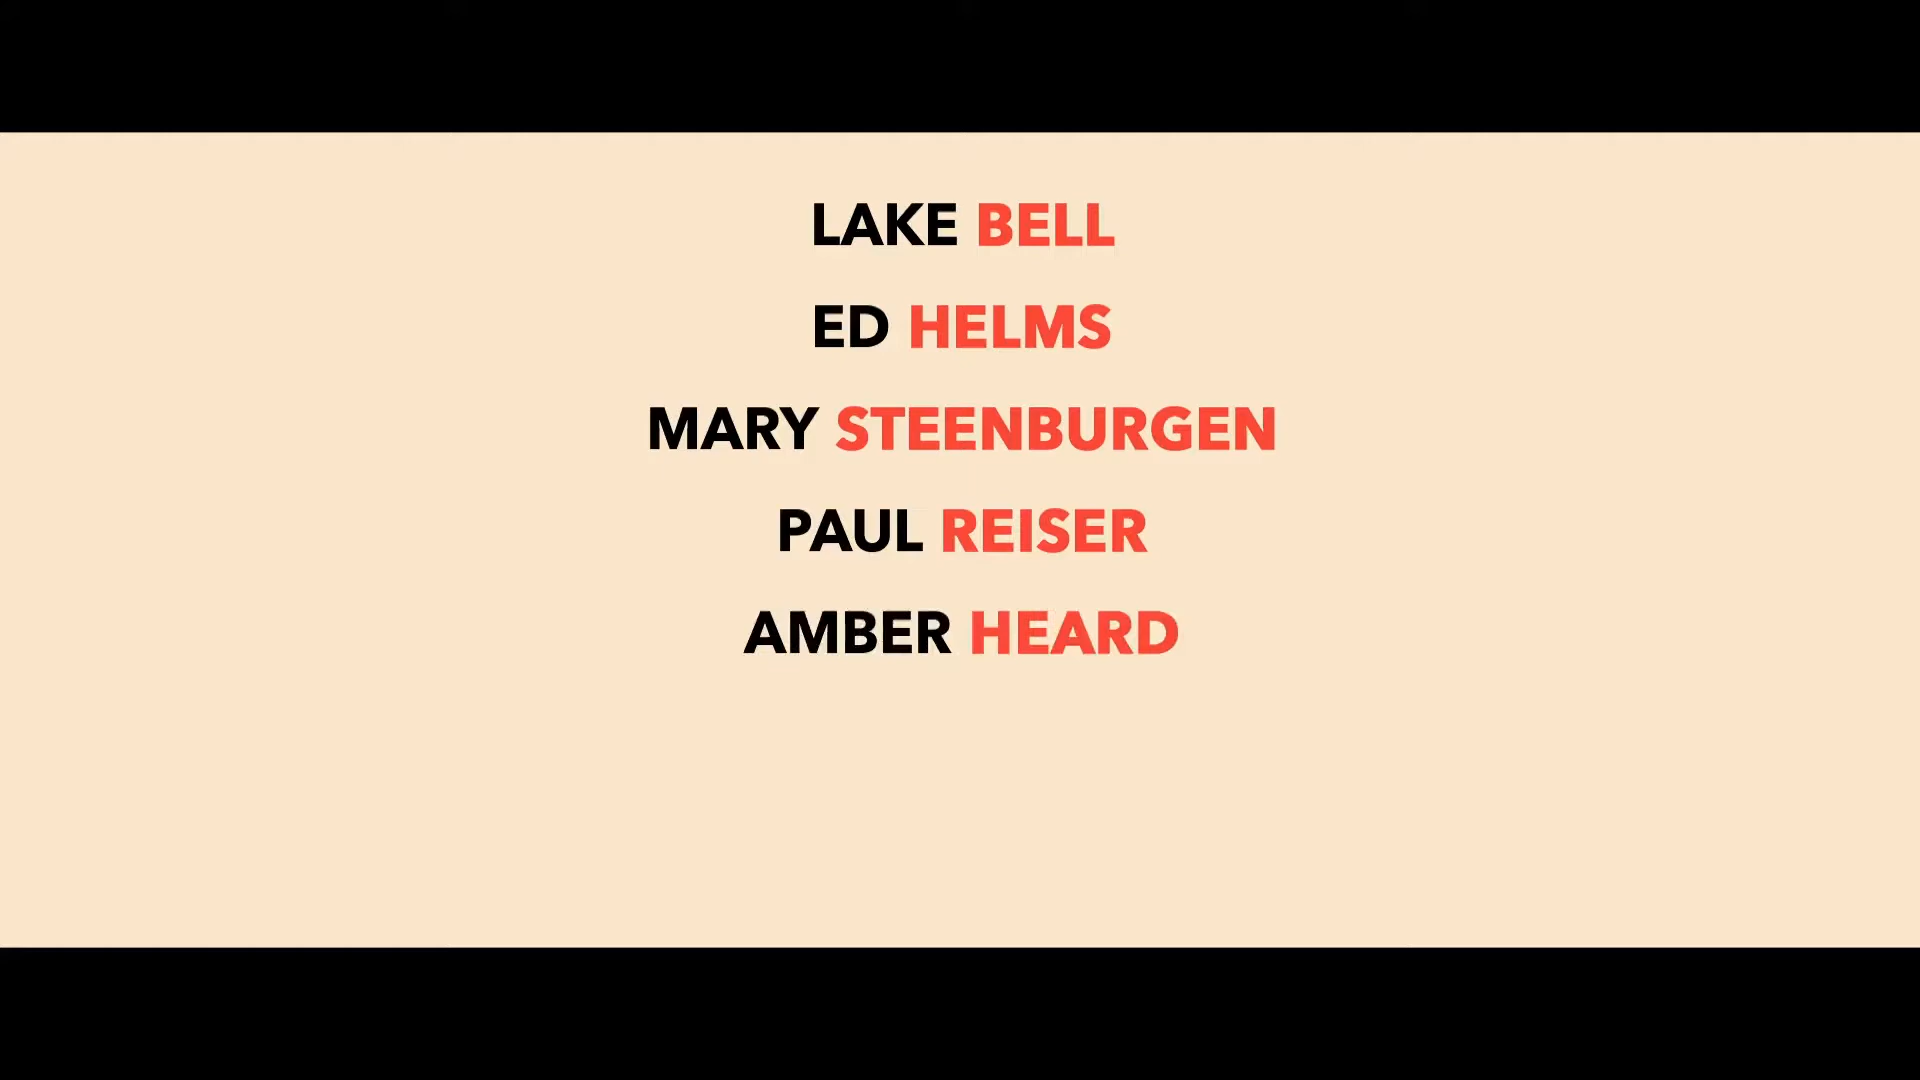 LAKE BELL
ED HELMS
MARY STEENBURGEN
PAUL REISER
AMBER HEARD